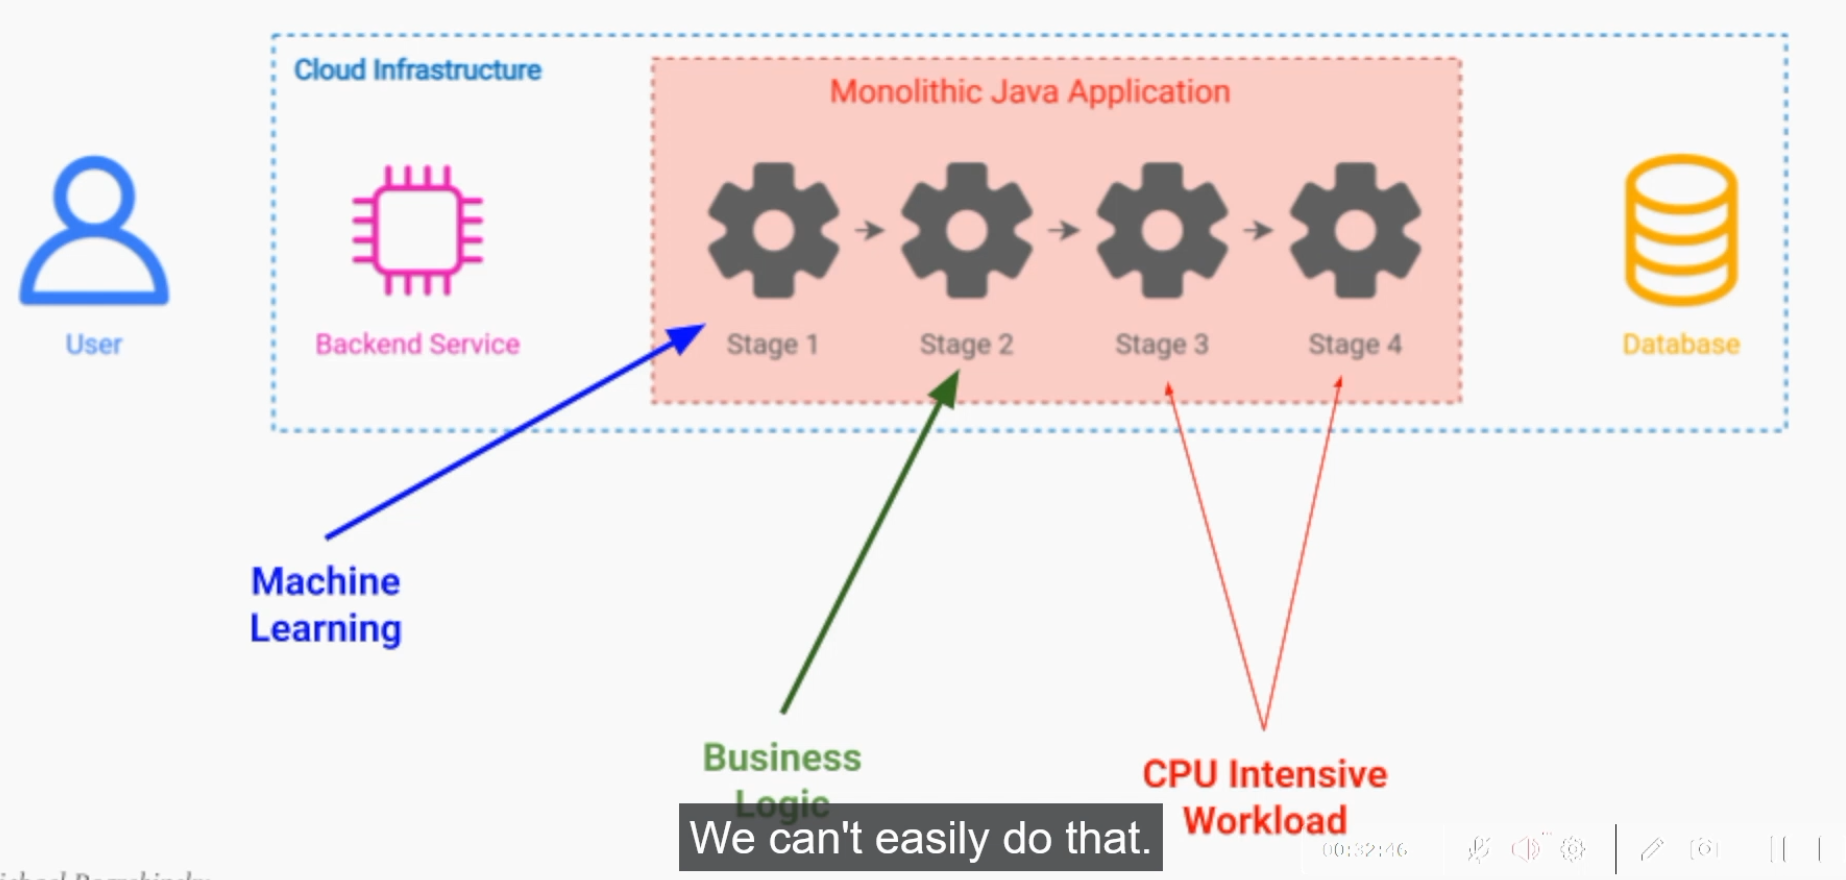 Cloud Infrastructure
Monolithic Java Application
User
Backend Service
Stage 1
Stage 2
Stage 3
Stage 4
Database
Machine
Learning
Business
Logic
CPU Intensive
Workload
We can't easily do that.
00:32:46